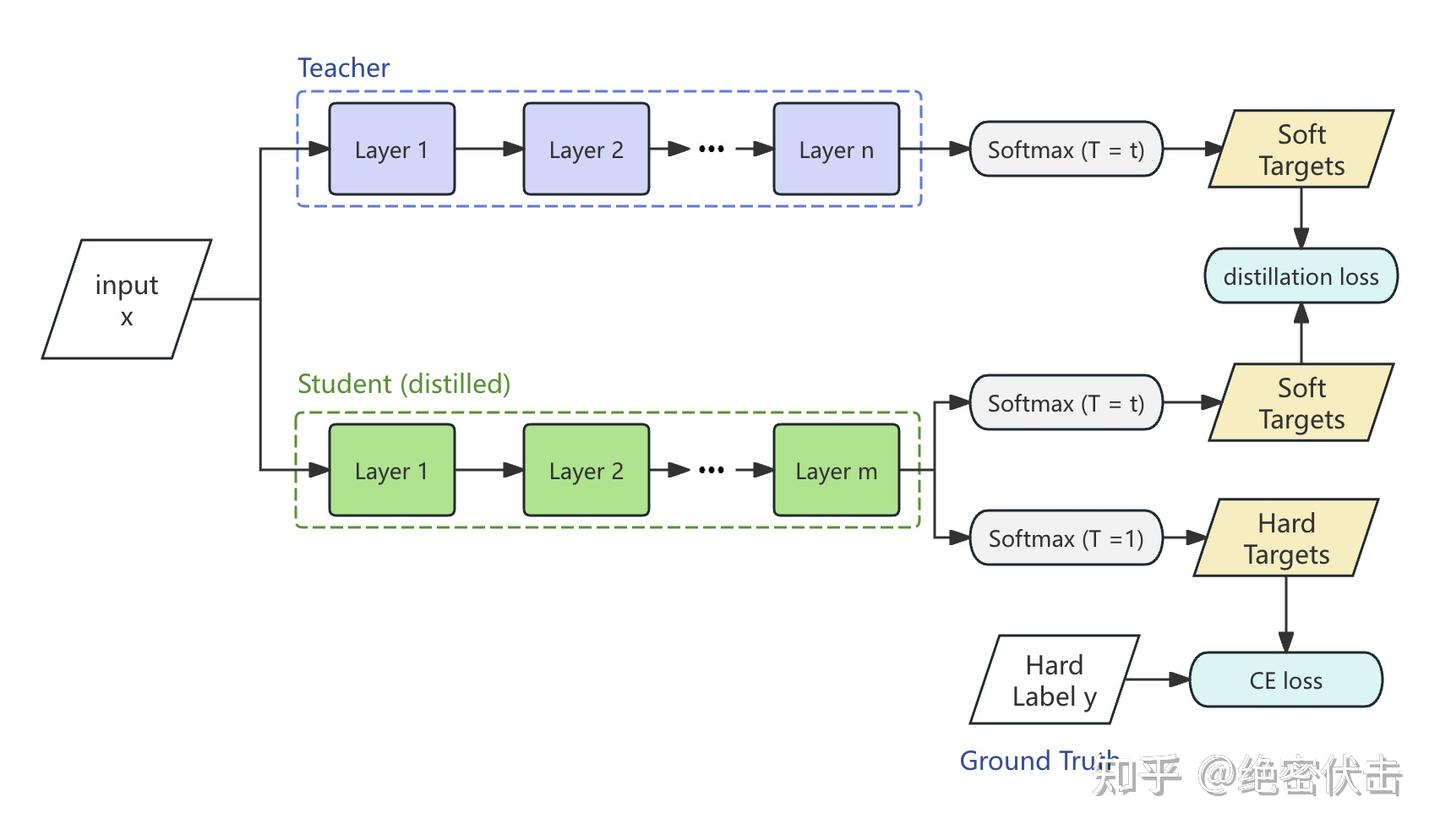 Teacher
Layer 1
Layer 2
•••
Layer n
Softmax (T = t)
Soft
Targets
distillation loss
input
x
Student (distilled)
Layer 1
Layer 2
•••
Layer m
Softmax (T = t)
Soft
Targets
Softmax (T =1)
Hard
Targets
Hard
Label y
CE loss
Ground Truth
知乎 @绝密伏击